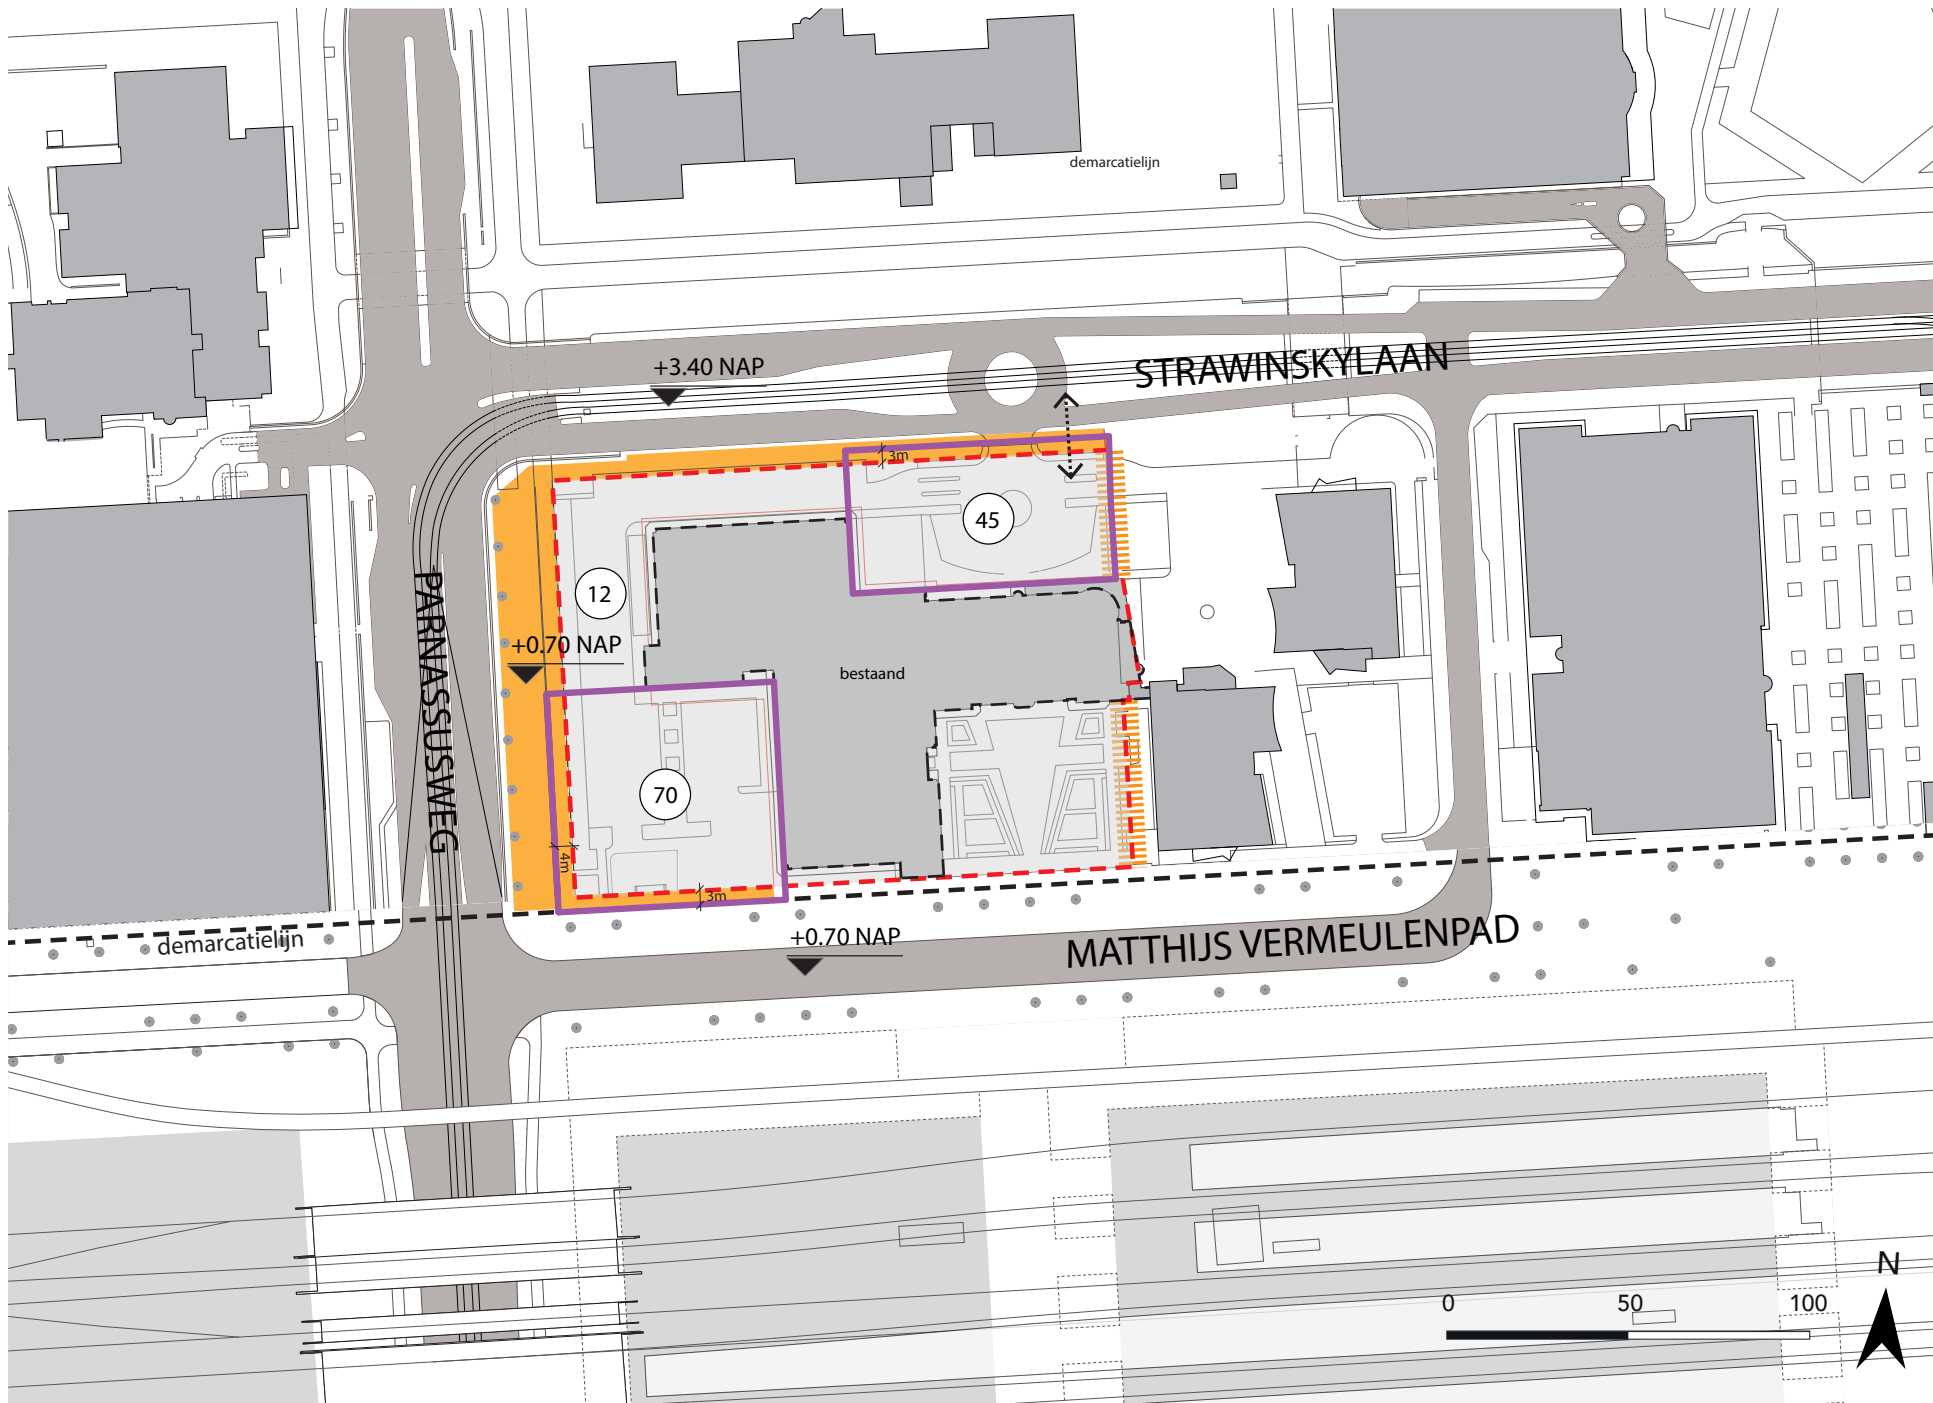 demarcatielijn
+3.40 NAP
STRAWINSKYLAAN
3m
45
12
PARNASSUSWEG
+0.70 NAP
bestaand
70
4m
3m
demarcatielijn
+0.70 NAP
MATTHIJS VERMEULENPAD
N
0 50 100